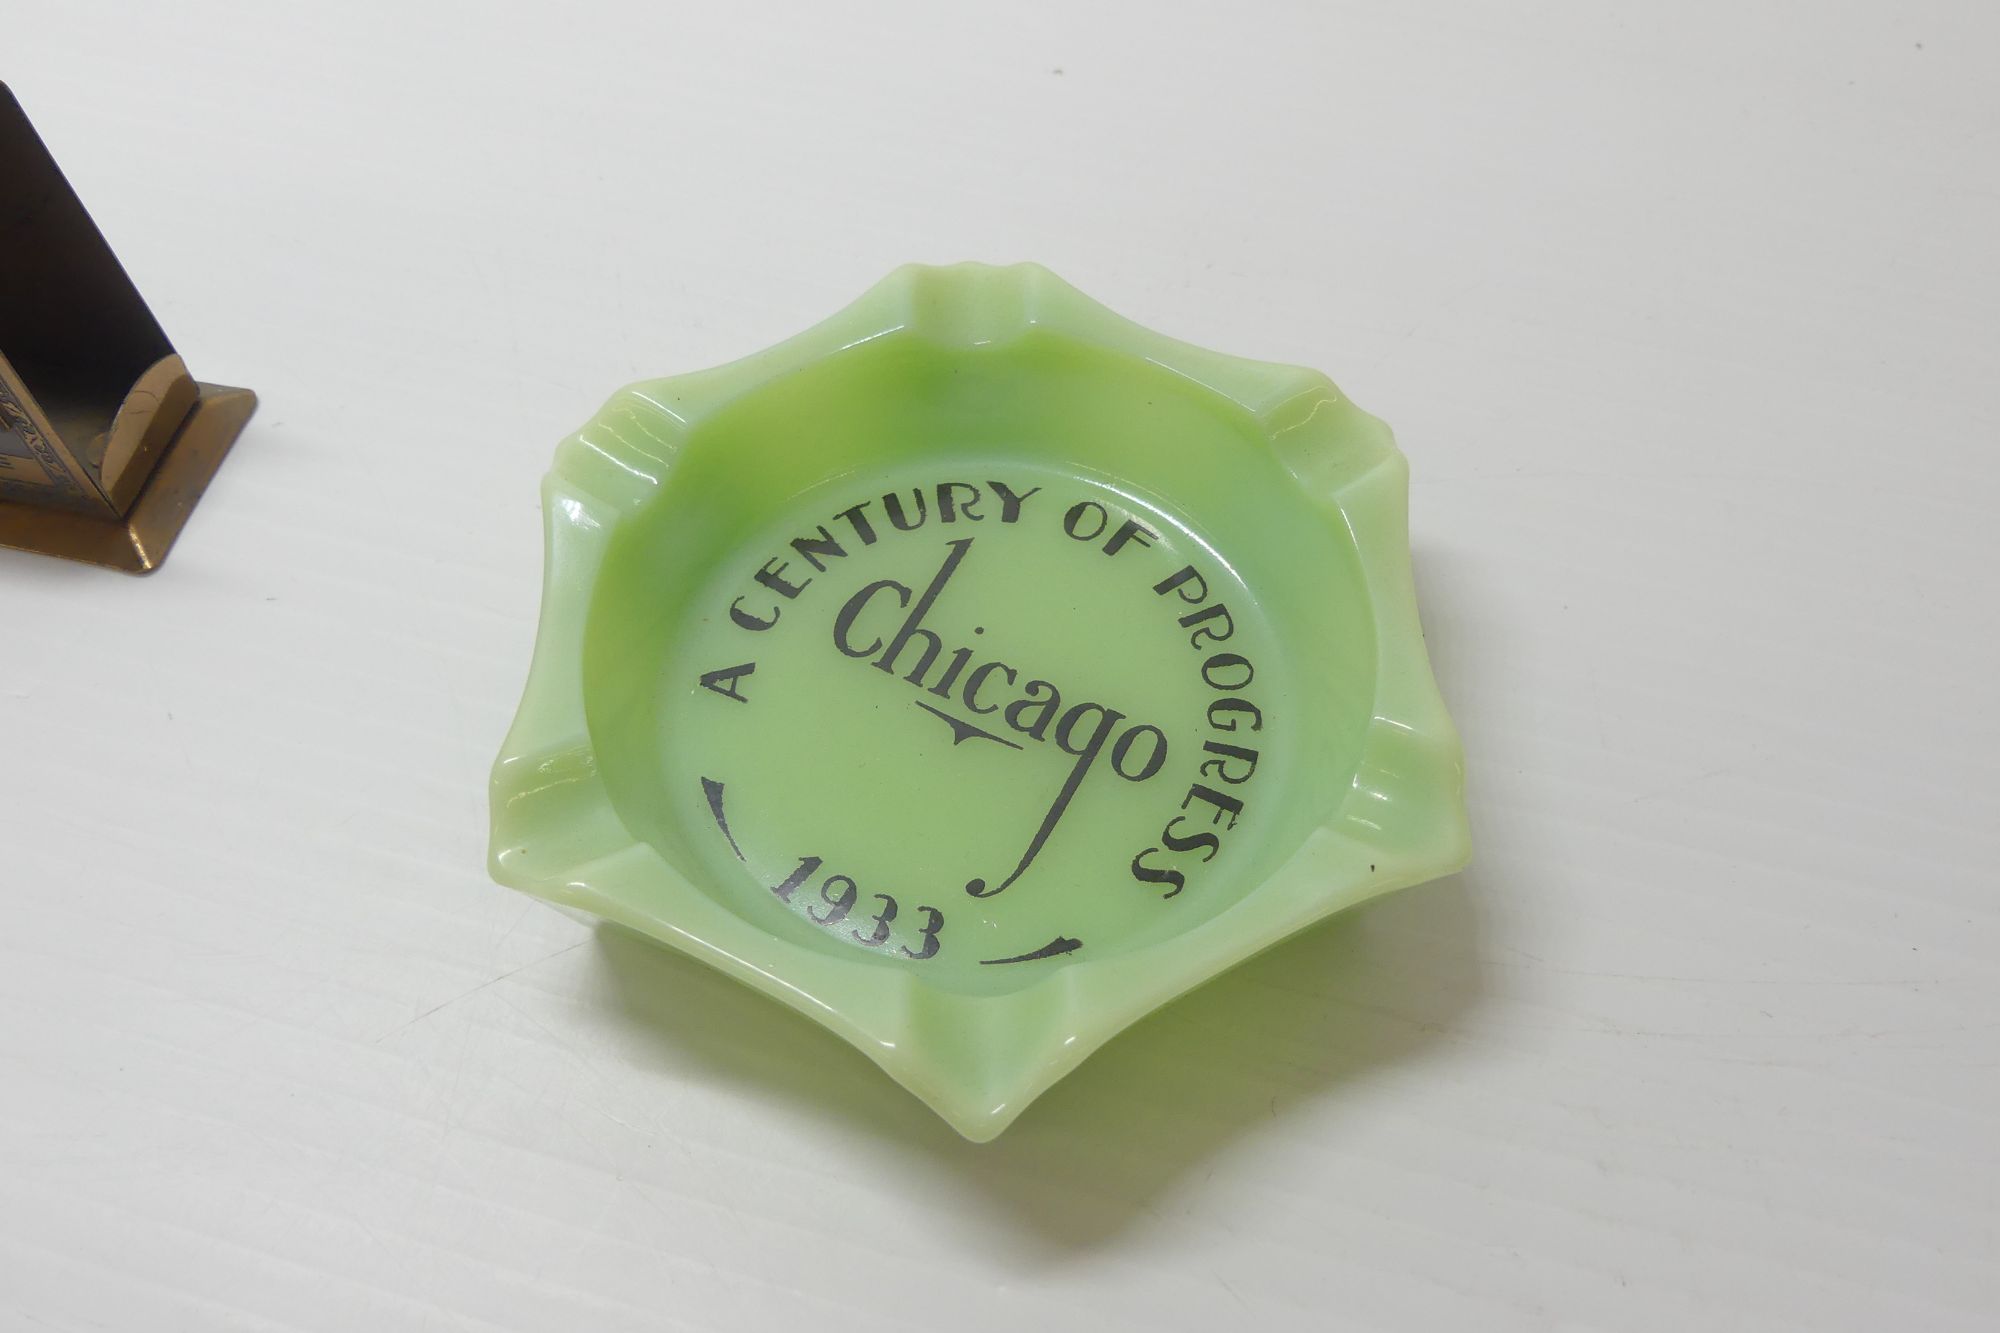 A CENTURY OF PROGRESS
Chicago
1933